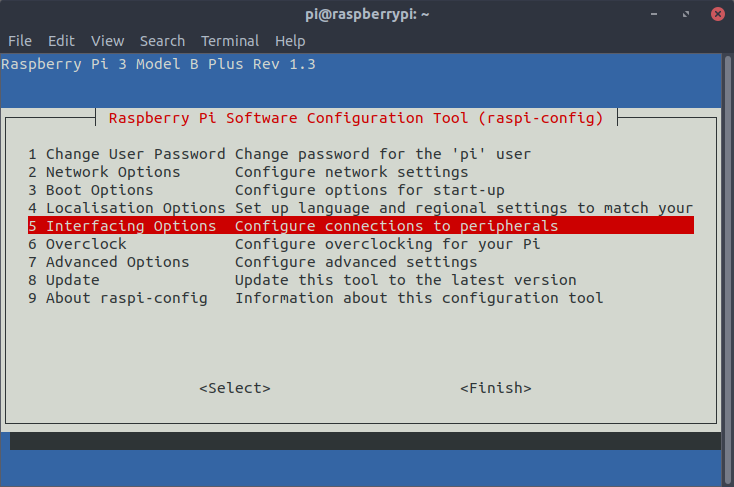 pi@raspberrypi: ~
File Edit View Search Terminal Help
Raspberry Pi 3 Model B Plus Rev 1.3
Raspberry Pi Software Configuration Tool (raspi-config)
1 Change User Password Change password for the 'pi' user
2 Network Options Configure network settings
3 Boot Options Configure options for start-up
4 Localisation Options Set up language and regional settings to match your
5 Interfacing Options Configure connections to peripherals
6 Overclock Configure overclocking for your Pi
7 Advanced Options Configure advanced settings
8 Update Update this tool to the latest version
9 About raspi-config Information about this configuration tool
<Select> <Finish>